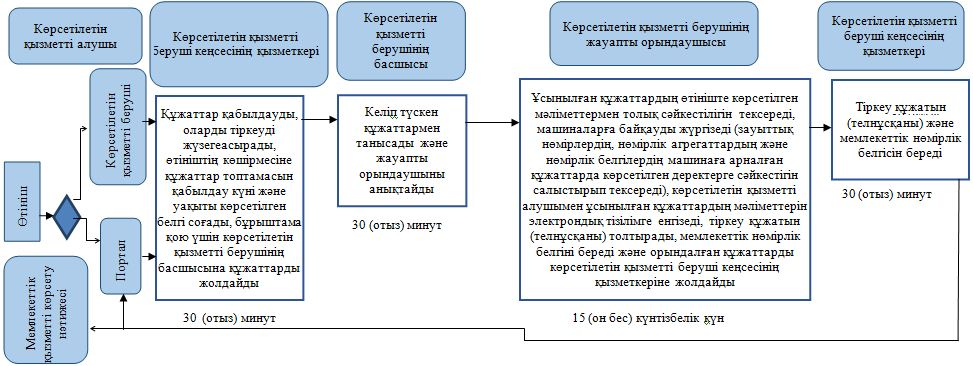 Көрсетілетін
қызметті алушы
Көрсетілетін қызметті
беруші кеңсесінің қызметкері
Көрсетілетін
қызметті
берушінің
басшысы
Көрсетілетін қызметті берушінің
жауапты орындаушысы
Көрсетілетін қызметті
беруші кеңсесінің
қызметкері
Өтініш
Көрсетілетін
қызметті беруші
Портал
Мемлекеттік
қызметті көрсету
нәтижесі
Құжаттар қабылдауды,
оларды тіркеуді
жүзегеасырады,
өтініштің көшірмесіне
құжаттар топтамасын
қабылдау күні және
уақыты көрсетілген
белгі соғады, бұрыштама
қою үшін көрсетілетін
қызметті берушінің
басшысына құжаттарды
жолдайды
30 (отыз) минут
Келіп түскен
құжаттармен
танысады және
жауапты
орындаушыны
анықтайды
30 (отыз) минут
Ұсынылған құжаттардың өтініште көрсетілген
мәліметтермен толық сәйкестілігін тексереді,
машиналарға байқауды жүргізеді (зауыттық
нөмірлердің, нөмірлік агрегаттардың және
нөмірлік белгілердің машинаға арналған
құжаттарда көрсетілген деректерге сәйкестігін
салыстырып тексереді), көрсетілетін қызметті
алушымен ұсынылған құжаттардың мәліметтерін
электрондық тізілімге енгізеді, тіркеу құжатын
(телнұсқаны) толтырады, мемлекеттік нөмірлік
белгіні береді және орындалған құжаттарды
көрсетілетін қызметті беруші кеңсесінің
қызметкеріне жолдайды
15 (он бес) күнтізбелік күн
Тіркеу құжатын
(телнұсқаны) және
мемлекеттік нөмірлік
белгісін береді
30 (отыз) минут